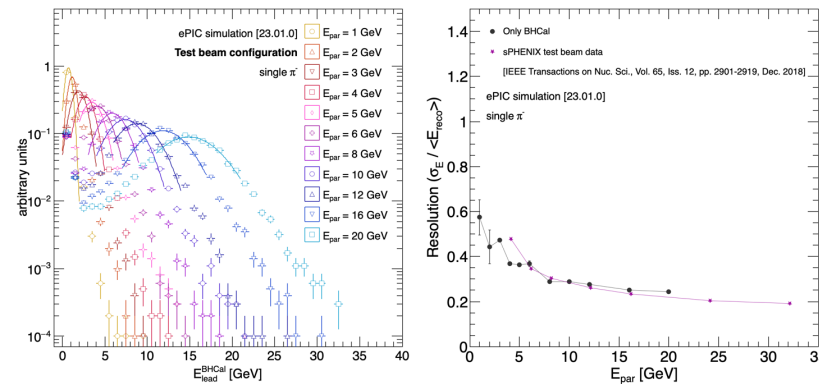 ePIC simulation [23.01.0]
Test beam configuration
single π⁻
E_par = 1 GeV
E_par = 2 GeV
E_par = 3 GeV
E_par = 4 GeV
E_par = 5 GeV
E_par = 6 GeV
E_par = 8 GeV
E_par = 10 GeV
E_par = 12 GeV
E_par = 16 GeV
E_par = 20 GeV
arbitrary units
1
10⁻¹
10⁻²
10⁻³
10⁻⁴
0 5 10 15 20 25 30 35 40
E_lead^BHCal [GeV]
Only BHCal
sPHENIX test beam data
[IEEE Transactions on Nuc. Sci., Vol. 65, Iss. 12, pp. 2901-2919, Dec. 2018]
ePIC simulation [23.01.0]
single π⁻
Resolution (σ_E / <E_reco>)
1.4
1.2
1
0.8
0.6
0.4
0.2
0
0 5 10 15 20 25 30 35
E_par [GeV]